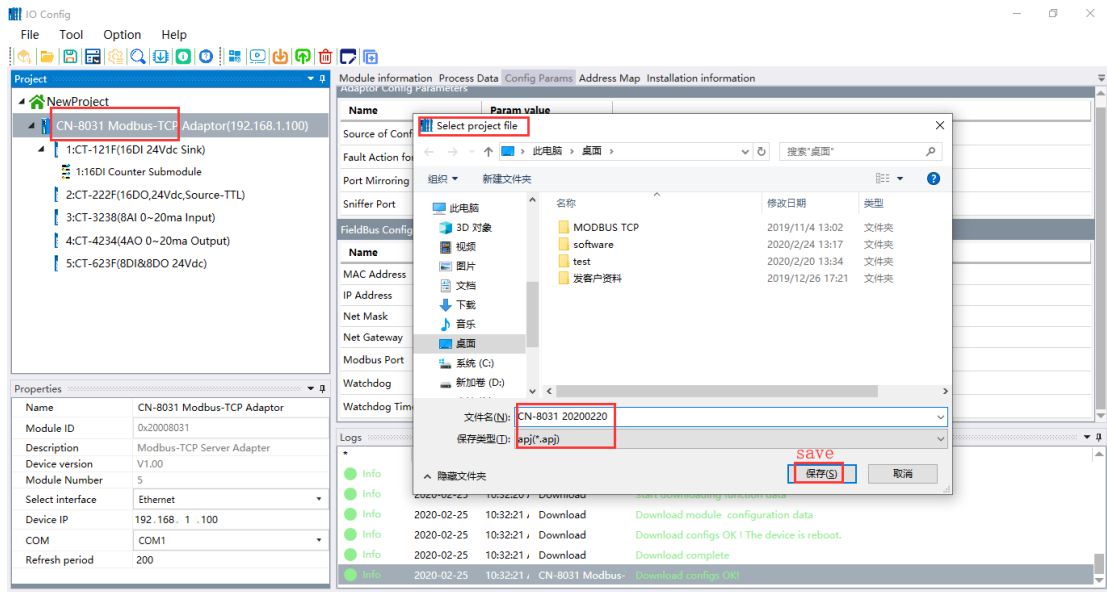 IO Config
File Tool Option Help
Project
NewProject
CN-8031 Modbus-TCP Adaptor(192.168.1.100)
1:CT-121F(16DI 24Vdc Sink)
1:16DI Counter Submodule
2:CT-222F(16DO,24Vdc,Source-TTL)
3:CT-3238(8AI 0~20ma Input)
4:CT-4234(4AO 0~20ma Output)
5:CT-623F(8DI&8DO 24Vdc)
Properties
Name CN-8031 Modbus-TCP Adaptor
Module ID 0x20008031
Description Modbus-TCP Server Adapter
Device version V1.00
Module Number 5
Select interface Ethernet
Device IP 192.168. 1 .100
COM COM1
Refresh period 200
Module information Process Data Config Params Address Map Installation information
Adaptor Config Parameters
Name Param value
Source of Conf
Fault Action fo
Port Mirroring
Sniffer Port
FieldBus Config
Name
MAC Address
IP Address
Net Mask
Net Gateway
Modbus Port
Watchdog
Watchdog Tim
Select project file
此电脑 › 桌面 ›
搜索"桌面"
组织 新建文件夹
此电脑
3D 对象
视频
图片
文档
下载
音乐
桌面
系统 (C:)
新加卷 (D:)
名称 修改日期 类型
MODBUS TCP 2019/11/4 13:02 文件夹
software 2020/2/24 13:17 文件夹
test 2020/2/20 13:34 文件夹
发客户资料 2019/12/26 17:21 文件夹
文件名(N): CN-8031 20200220
保存类型(T): apj(*.apj)
save
隐藏文件夹 保存(S) 取消
Logs
*
Info
Info 2020-02-25 10:32:20 / Download Start downloading function data
Info 2020-02-25 10:32:21 / Download Download module configuration data
Info 2020-02-25 10:32:21 / Download Download configs OK ! The device is reboot.
Info 2020-02-25 10:32:21 / Download Download complete
Info 2020-02-25 10:32:21 / CN-8031 Modbus- Download configs OK!